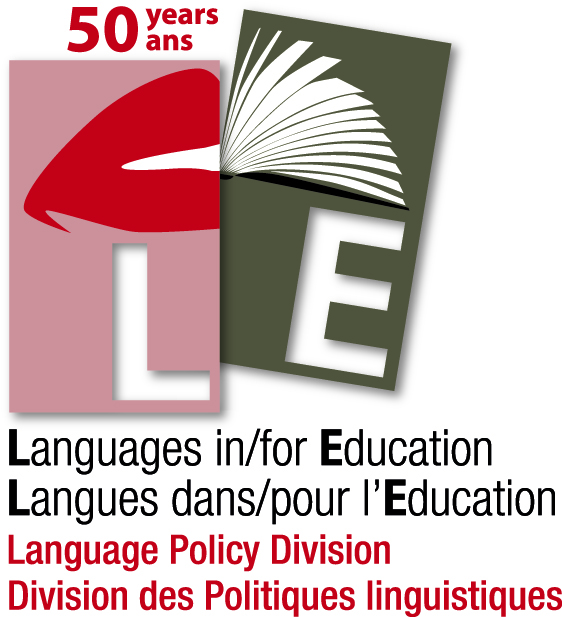 50 years
ans
L E
Languages in/for Education
Langues dans/pour l'Education
Language Policy Division
Division des Politiques linguistiques